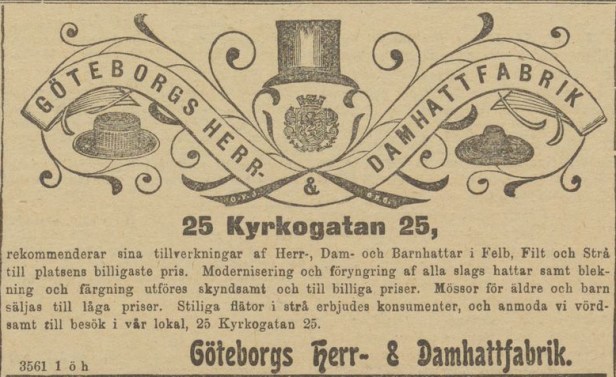 GÖTEBORGS HERR-
&
DAMHATTFABRIK
25 Kyrkogatan 25,
rekommenderar sina tillverkningar af Herr-, Dam- och Barnhattar i Felb, Filt och Strå
till platsens billigaste pris. Modernisering och föryngring af alla slags hattar samt blek-
ning och färgning utföres skyndsamt och till billiga priser. Mössor för äldre och barn
säljas till låga priser. Stiliga flätor i strå erbjudes konsumenter, och anmoda vi vörd-
samt till besök i vår lokal, 25 Kyrkogatan 25.
3561 1 ö h
Göteborgs Herr- & Damhattfabrik.